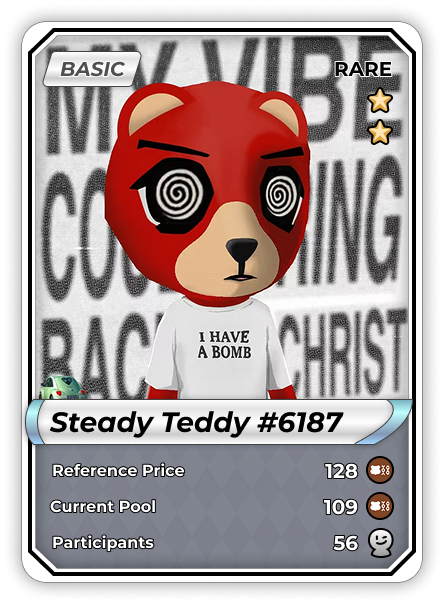 BASIC
RARE
MY VIBE
I HAVE
A BOMB
CHRIST
Steady Teddy #6187
Reference Price 128
Current Pool 109
Participants 56